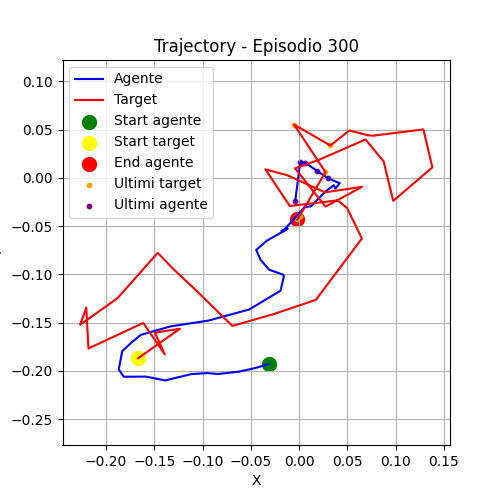 Trajectory - Episodio 300
Agente
Target
Start agente
Start target
End agente
Ultimi target
Ultimi agente
0.10
0.05
0.00
−0.05
−0.10
−0.15
−0.20
−0.25
−0.20 −0.15 −0.10 −0.05 0.00 0.05 0.10 0.15
X